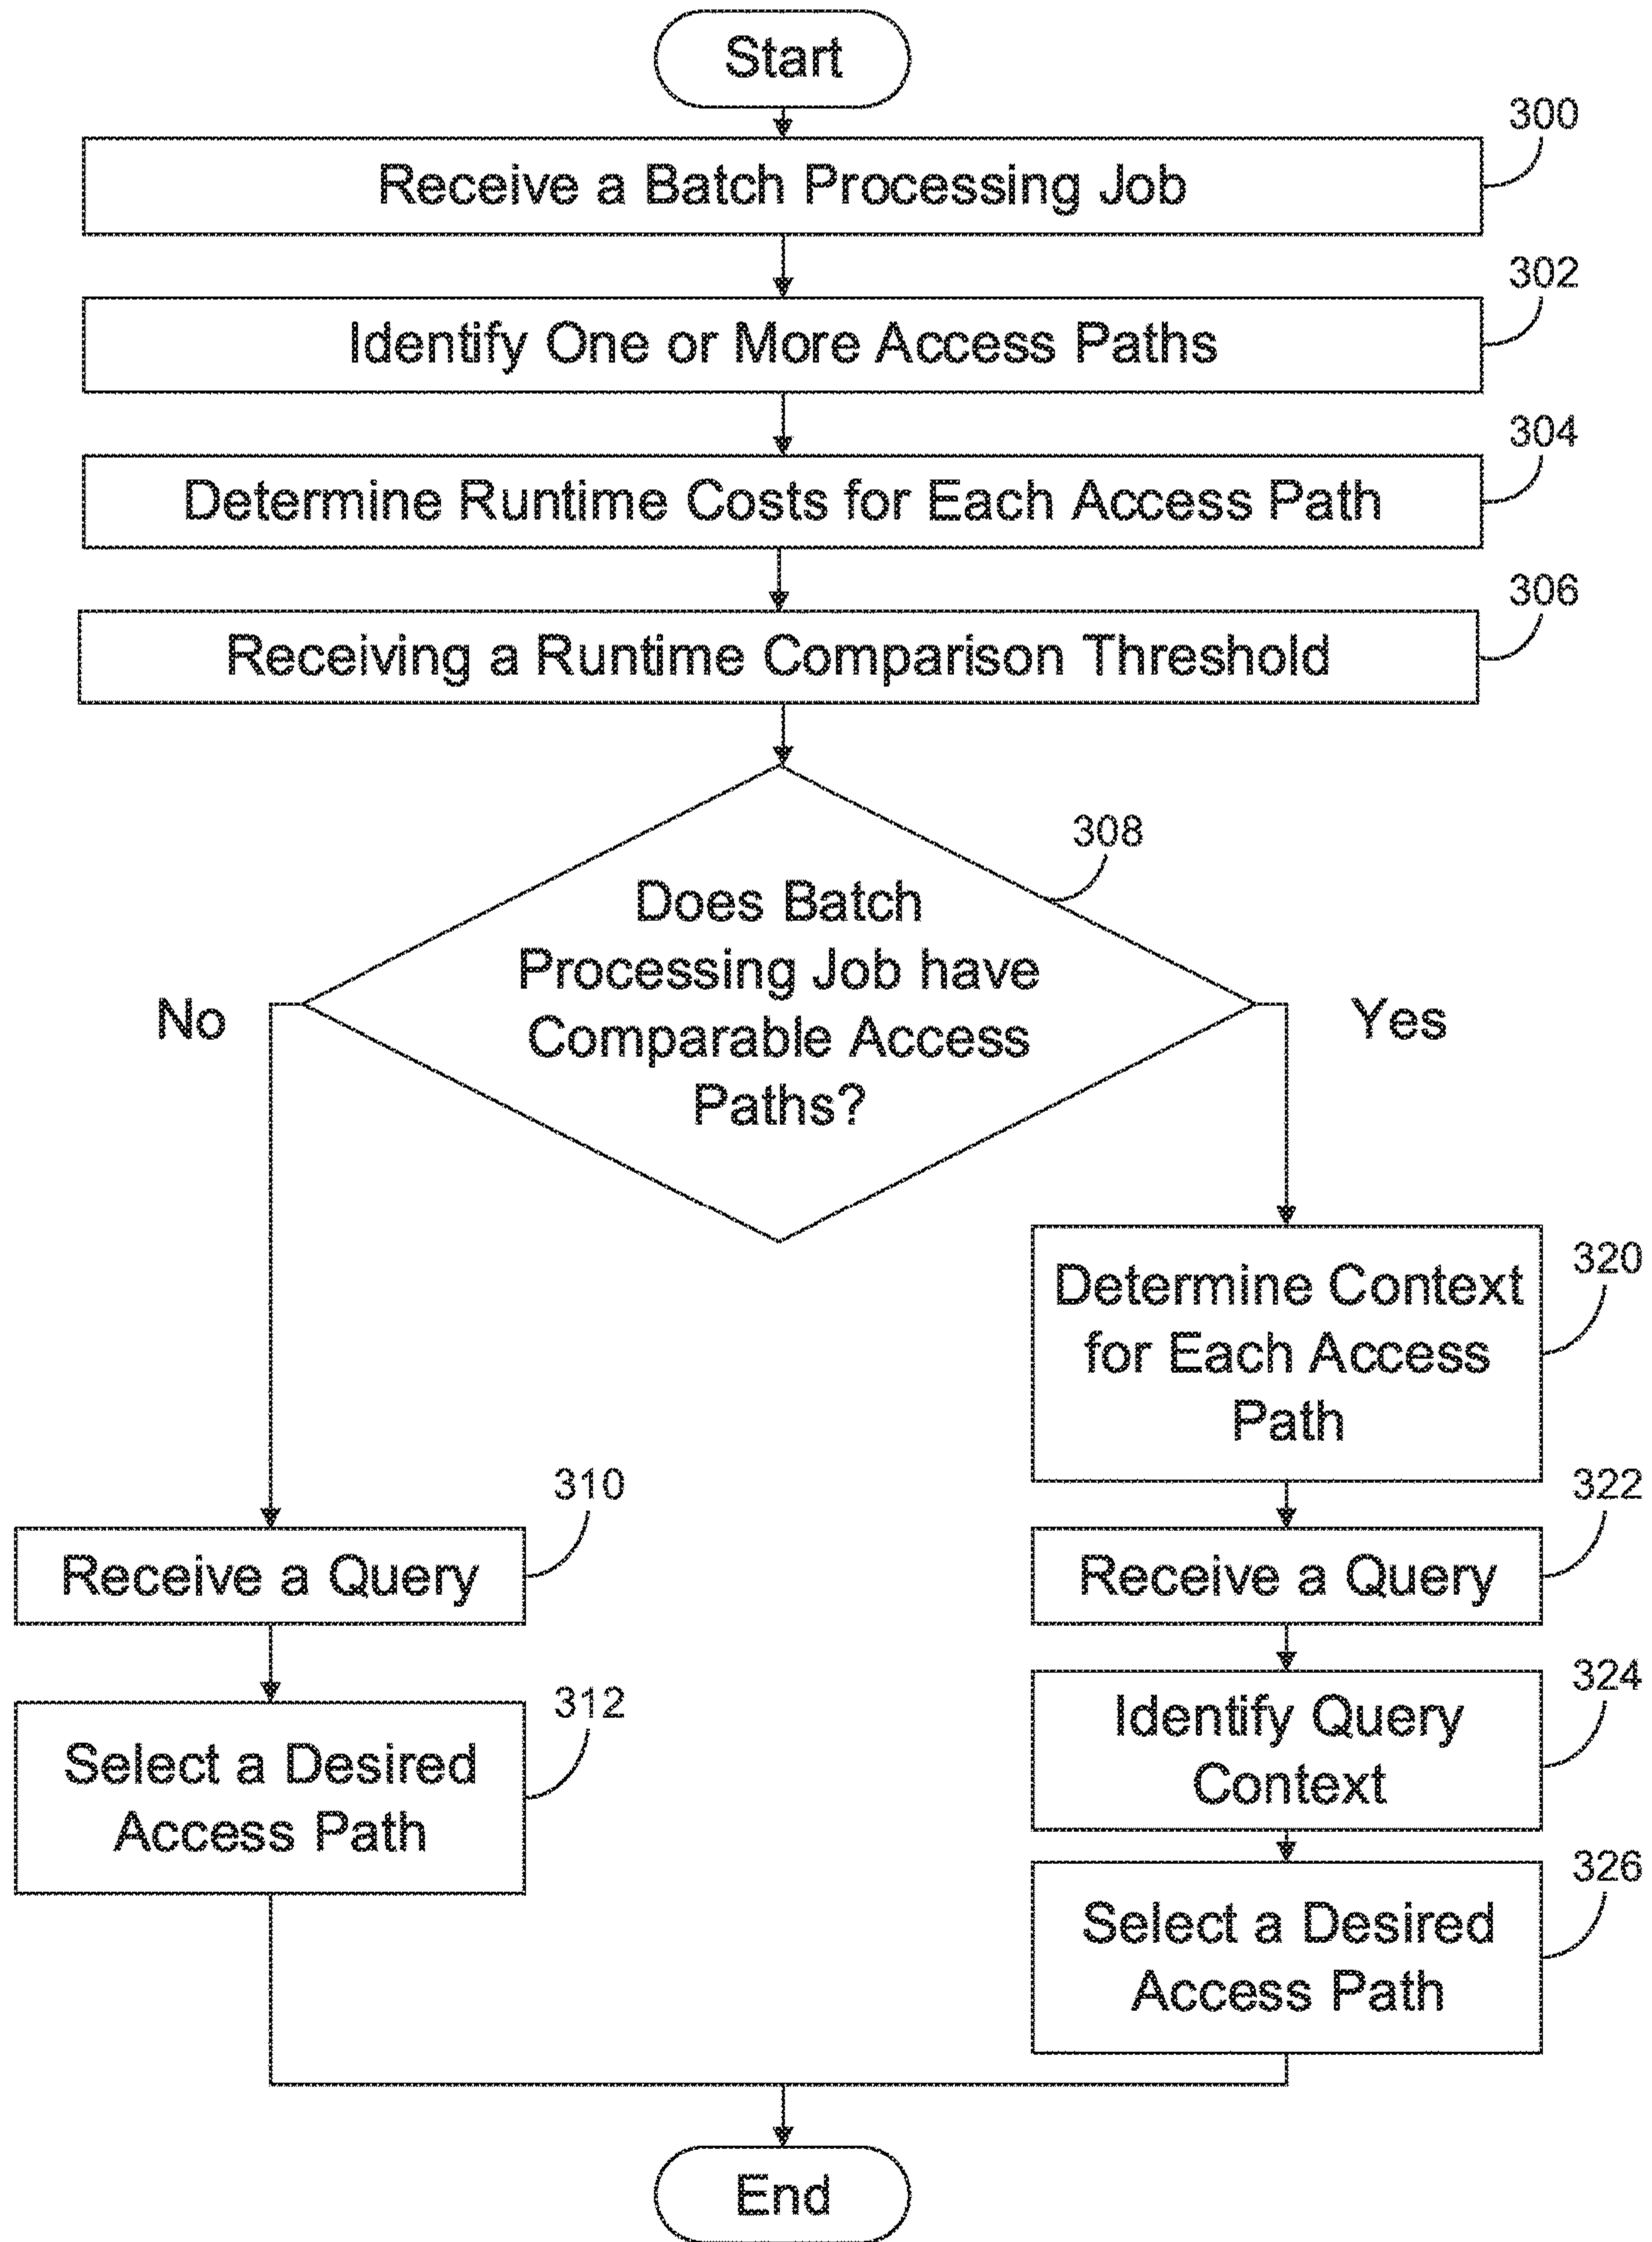 Start
300
Receive a Batch Processing Job
302
Identify One or More Access Paths
304
Determine Runtime Costs for Each Access Path
306
Receiving a Runtime Comparison Threshold
308
Does Batch
Processing Job have
Comparable Access
Paths?
No
Yes
320
Determine Context
for Each Access
Path
310
Receive a Query
312
Select a Desired
Access Path
322
Receive a Query
324
Identify Query
Context
326
Select a Desired
Access Path
End